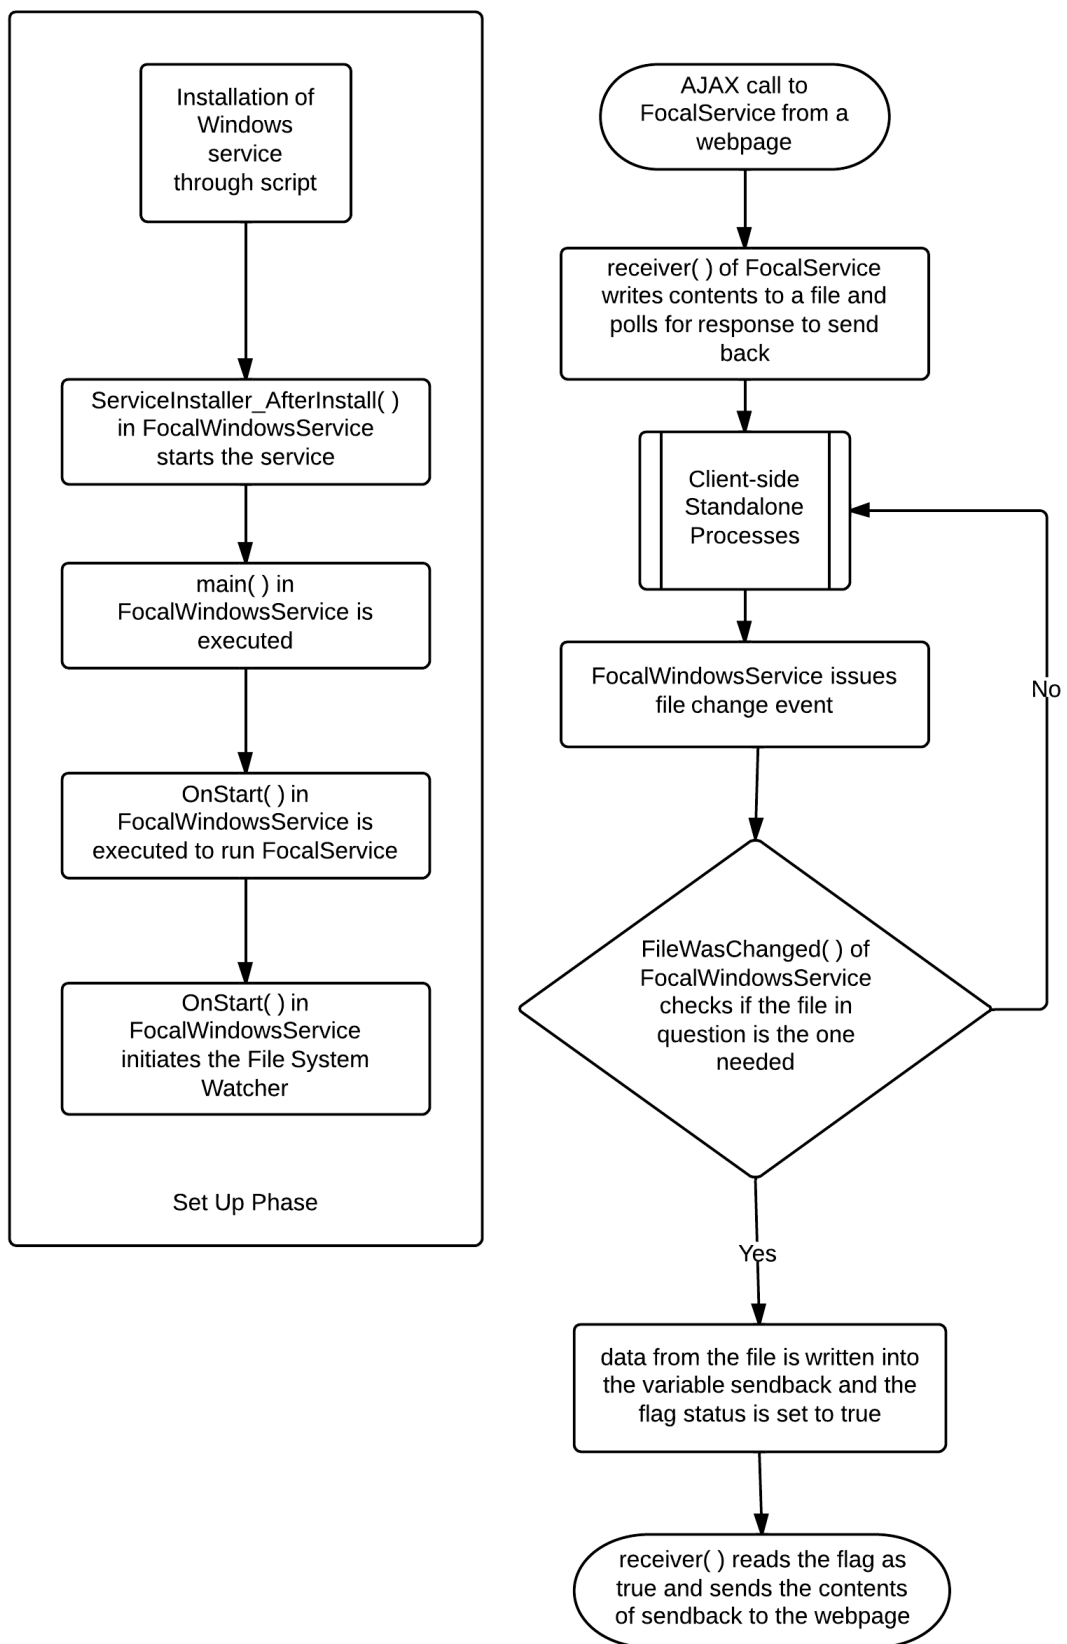 Installation of
Windows
service
through script
ServiceInstaller_AfterInstall( )
in FocalWindowsService
starts the service
main( ) in
FocalWindowsService is
executed
OnStart( ) in
FocalWindowsService is
executed to run FocalService
OnStart( ) in
FocalWindowsService
initiates the File System
Watcher
Set Up Phase
AJAX call to
FocalService from a
webpage
receiver( ) of FocalService
writes contents to a file and
polls for response to send
back
Client-side
Standalone
Processes
FocalWindowsService issues
file change event
No
FileWasChanged( ) of
FocalWindowsService
checks if the file in
question is the one
needed
Yes
data from the file is written into
the variable sendback and the
flag status is set to true
receiver( ) reads the flag as
true and sends the contents
of sendback to the webpage